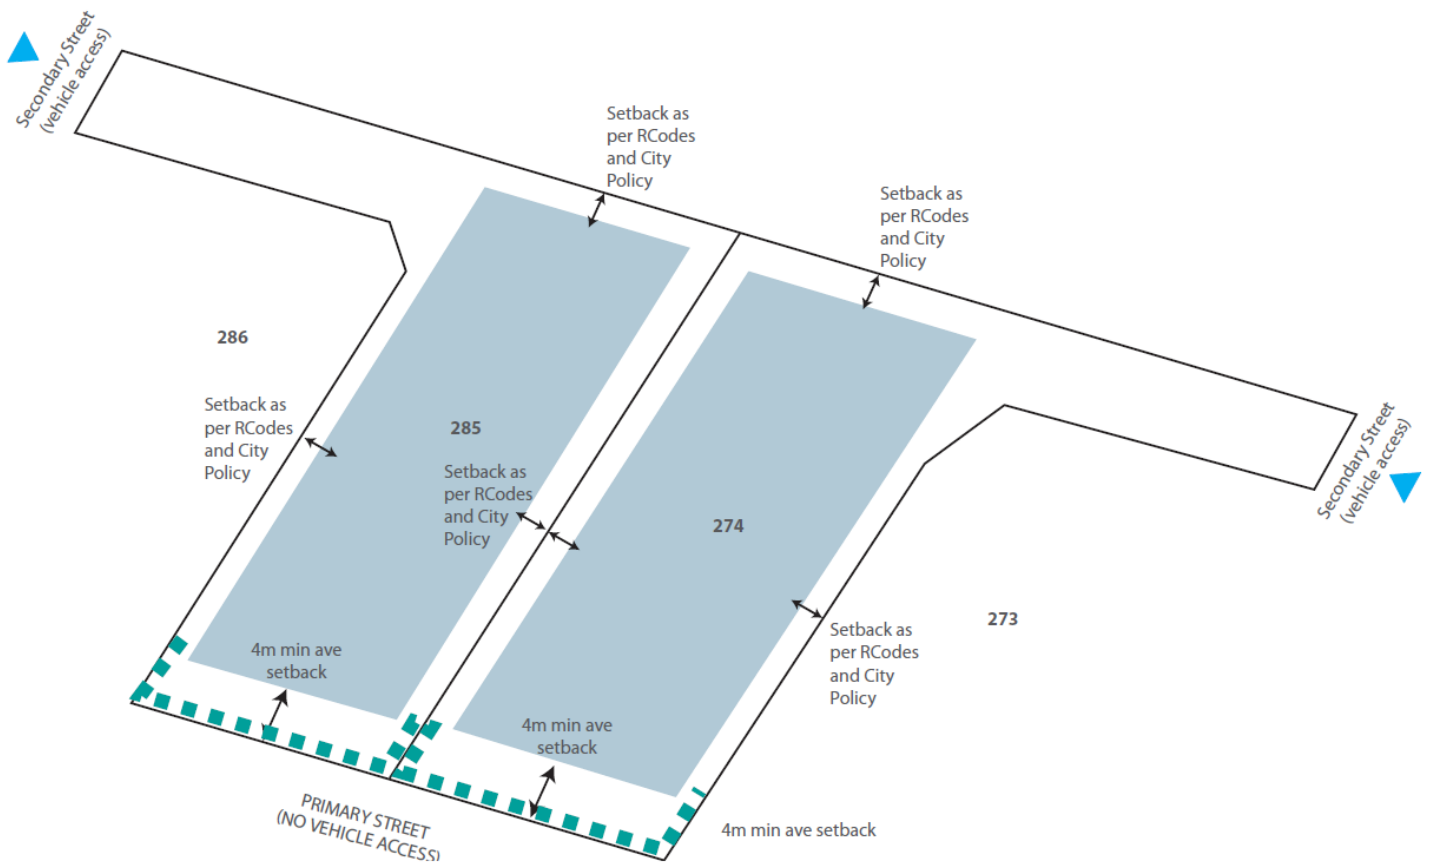 Secondary Street
(vehicle access)
Setback as
per RCodes
and City
Policy
Setback as
per RCodes
and City
Policy
286
Setback as
per RCodes
and City
Policy
285
Setback as
per RCodes
and City
Policy
274
Secondary Street
(vehicle access)
273
Setback as
per RCodes
and City
Policy
4m min ave
setback
4m min ave
setback
PRIMARY STREET
(NO VEHICLE ACCESS)
4m min ave setback